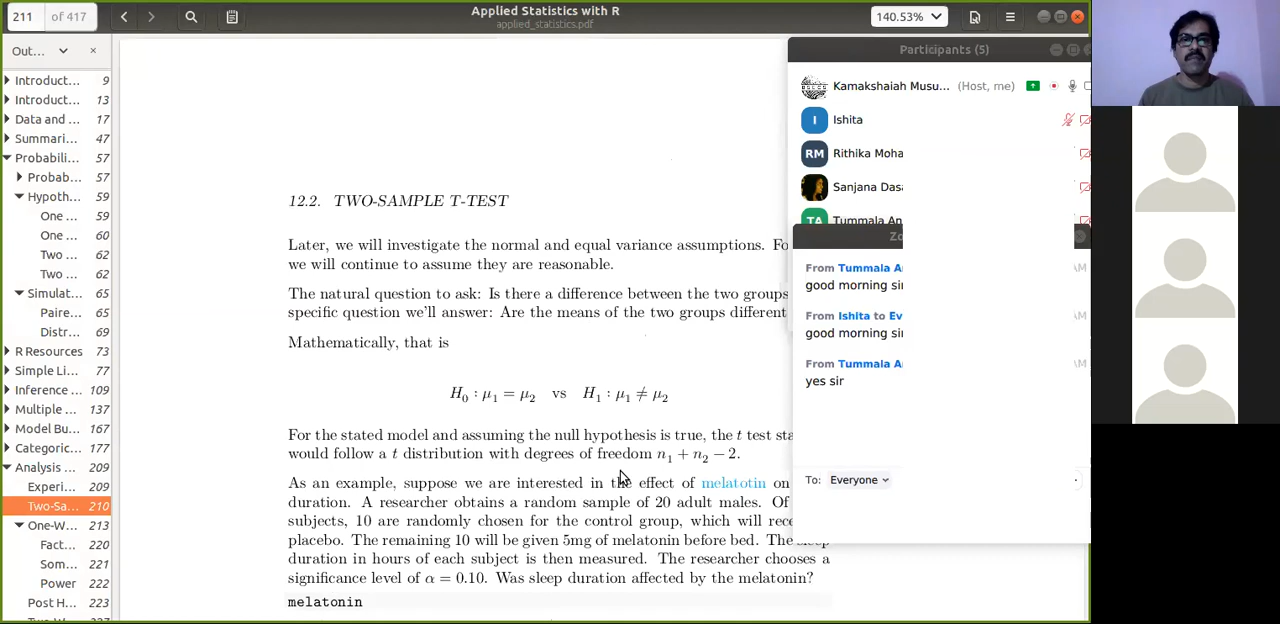 211
of 417
Applied Statistics with R
applied_statistics.pdf
140.53%
Out...
Introduct... 9
Introduct... 13
Data and ... 17
Summari... 47
Probabili... 57
Probab... 57
Hypoth... 59
One ... 59
One ... 60
Two ... 62
Two ... 62
Simulat... 65
Paire... 65
Distr... 67
R Resources 73
Simple Li... 77
Inference ... 109
Multiple ... 137
Model Bu... 167
Categoric... 177
Analysis ... 209
Experi... 209
Two-Sa... 210
One-W... 213
Fact... 220
Som... 221
Power 222
Post H... 223
12.2. TWO-SAMPLE T-TEST
Later, we will investigate the normal and equal variance assumptions. Fo
we will continue to assume they are reasonable.
The natural question to ask: Is there a difference between the two groups
specific question we'll answer: Are the means of the two groups different
Mathematically, that is
H0 : μ1 = μ2 vs H1 : μ1 ≠ μ2
For the stated model and assuming the null hypothesis is true, the t test sta
would follow a t distribution with degrees of freedom n1 + n2 − 2.
As an example, suppose we are interested in the effect of melatotin on
duration. A researcher obtains a random sample of 20 adult males. Of
subjects, 10 are randomly chosen for the control group, which will rece
placebo. The remaining 10 will be given 5mg of melatonin before bed. The sleep
duration in hours of each subject is then measured. The researcher chooses a
significance level of α = 0.10. Was sleep duration affected by the melatonin?
melatonin
Participants (5)
Kamakshaiah Musu... (Host, me)
I Ishita
RM Rithika Moha
Sanjana Das
TA Tummala An
Zo
From Tummala A
AM
good morning sir
From Ishita to Ev
AM
good morning sir
From Tummala A
AM
yes sir
To: Everyone